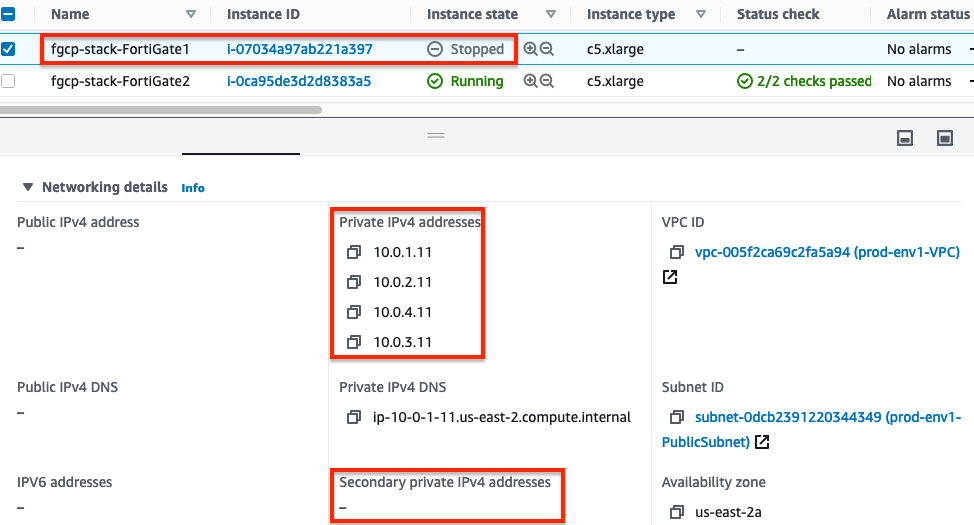 Name Instance ID Instance state Instance type Status check Alarm status
fgcp-stack-FortiGate1 i-07034a97ab221a397 Stopped c5.xlarge – No alarms
fgcp-stack-FortiGate2 i-0ca95de3d2d8383a5 Running c5.xlarge 2/2 checks passed No alarms
Networking details Info
Public IPv4 address Private IPv4 addresses VPC ID
– 10.0.1.11 vpc-005f2ca69c2fa5a94 (prod-env1-VPC)
10.0.2.11
10.0.4.11
10.0.3.11
Public IPv4 DNS Private IPv4 DNS Subnet ID
– ip-10-0-1-11.us-east-2.compute.internal subnet-0dcb2391220344349 (prod-env1-
PublicSubnet)
IPV6 addresses Secondary private IPv4 addresses Availability zone
– – us-east-2a